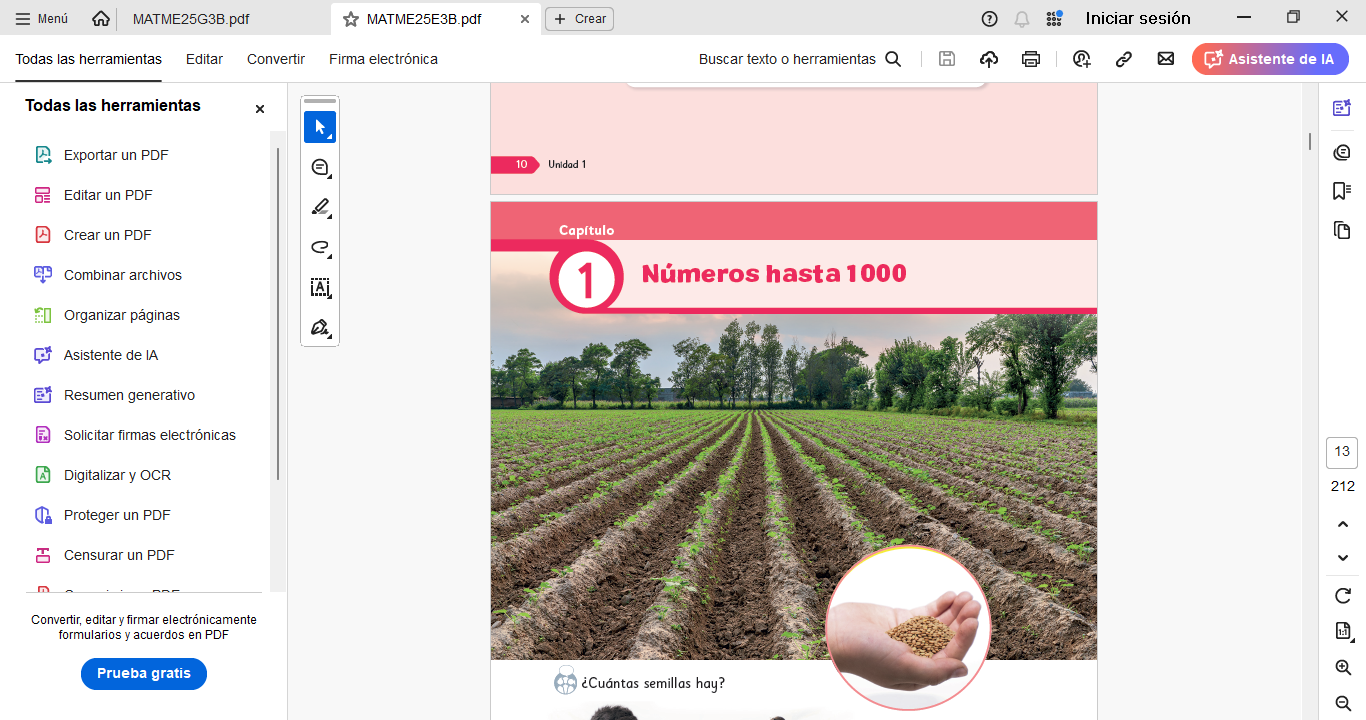 Menú
MATME25G3B.pdf
MATME25E3B.pdf
Crear
Iniciar sesión
Todas las herramientas
Editar
Convertir
Firma electrónica
Buscar texto o herramientas
Asistente de IA
Todas las herramientas
Exportar un PDF
Editar un PDF
Crear un PDF
Combinar archivos
Organizar páginas
Asistente de IA
Resumen generativo
Solicitar firmas electrónicas
Digitalizar y OCR
Proteger un PDF
Censurar un PDF
Convertir, editar y firmar electrónicamente
formularios y acuerdos en PDF
Prueba gratis
10 Unidad 1
Capítulo
1 Números hasta 1000
¿Cuántas semillas hay?
13
212